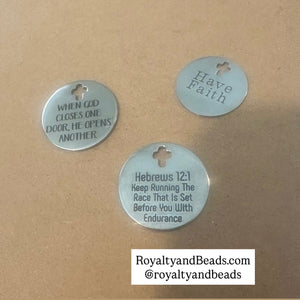 WHEN GOD
CLOSES ONE
DOOR, HE OPENS
ANOTHER
Have
Faith
Hebrews 12:1
Keep Running The
Race That Is Set
Before You With
Endurance
RoyaltyandBeads.com
@royaltyandbeads